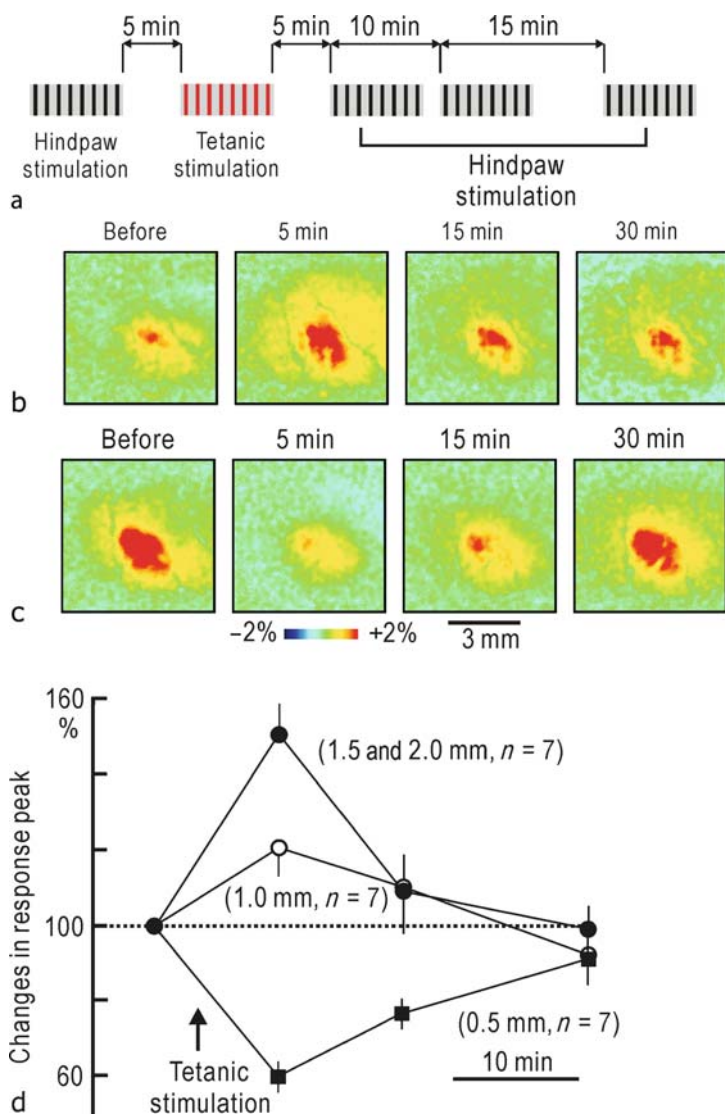 5 min 5 min 10 min 15 min
Hindpaw
stimulation
Tetanic
stimulation
Hindpaw
stimulation
a
Before 5 min 15 min 30 min
b
Before 5 min 15 min 30 min
c
−2% +2% 3 mm
160
%
(1.5 and 2.0 mm, n = 7)
(1.0 mm, n = 7)
100
Changes in response peak
(0.5 mm, n = 7)
Tetanic
stimulation
10 min
60
d